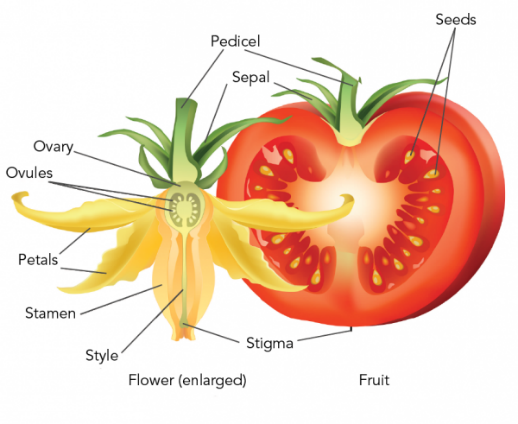 Seeds
Pedicel
Sepal
Ovary
Ovules
Petals
Stamen
Stigma
Style
Flower (enlarged)
Fruit